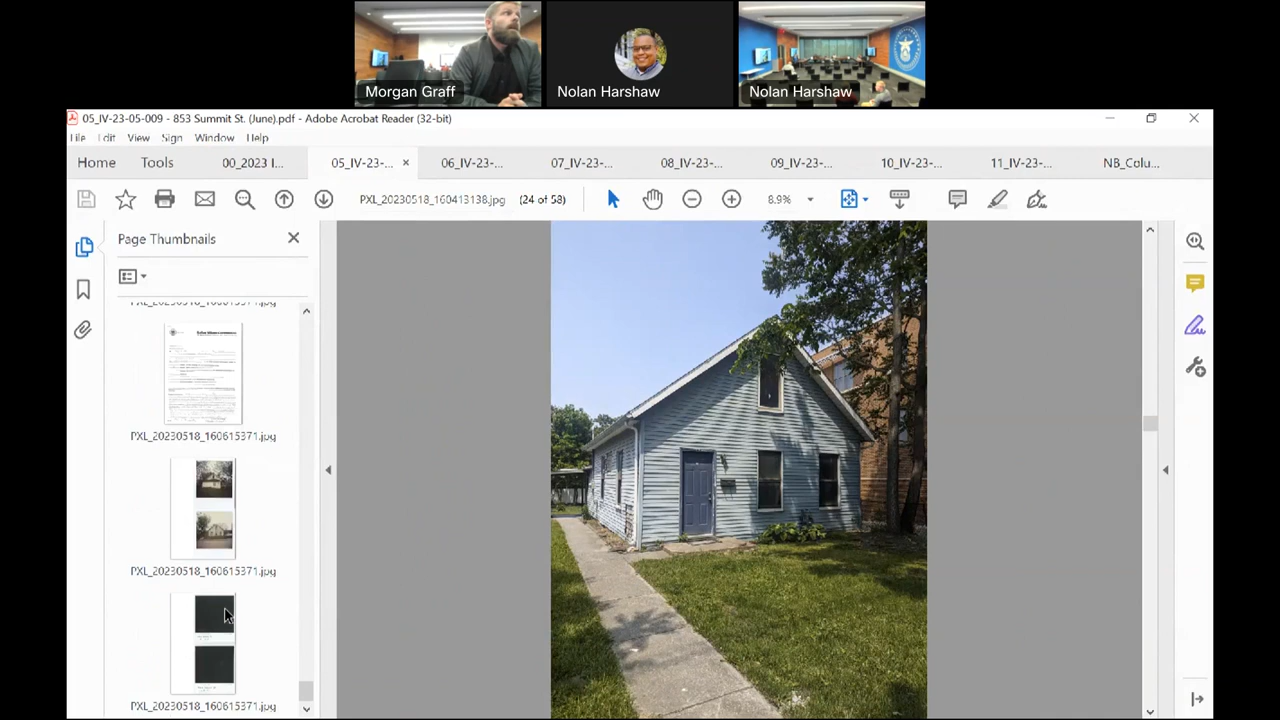 Morgan Graff
Nolan Harshaw
Nolan Harshaw
05_IV-23-05-009 - 853 Summit St. (June).pdf - Adobe Acrobat Reader (32-bit)
File Edit View Sign Window Help
Home Tools 00_2023 I... 05_IV-23-... 06_IV-23-... 07_IV-23-... 08_IV-23-... 09_IV-23-... 10_IV-23-... 11_IV-23-... NB_Colu...
PXL_20230518_160413138.jpg (24 of 58) 8.9%
Page Thumbnails
PXL_20230518_160615371.jpg
PXL_20230518_160615371.jpg
PXL_20230518_160615371.jpg
PXL_20230518_160615371.jpg